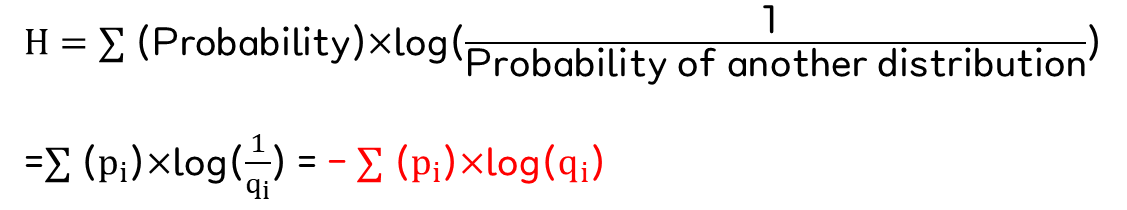 H = ∑ (Probability)×log(1/Probability of another distribution)
=∑ (pᵢ)×log(1/qᵢ) = − ∑ (pᵢ)×log(qᵢ)